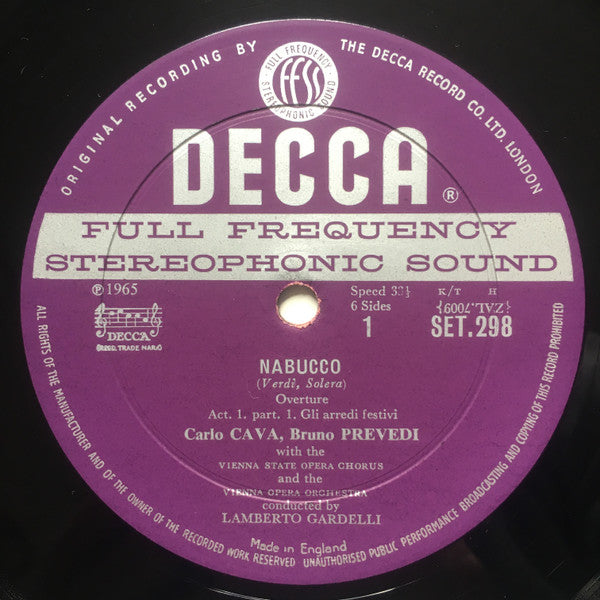 ORIGINAL RECORDING BY THE DECCA RECORD CO. LTD. LONDON
FULL FREQUENCY
ffss
STEREOPHONIC SOUND
DECCA ®
FULL FREQUENCY
STEREOPHONIC SOUND
℗1965
Speed 33⅓ K/T H
6 Sides {ZAL.7009}
DECCA
1 SET.298
REGD. TRADE MARK
NABUCCO
(Verdi, Solera)
Overture
Act. 1. part. 1. Gli arredi festivi
Carlo CAVA, Bruno PREVEDI
with the
VIENNA STATE OPERA CHORUS
and the
VIENNA OPERA ORCHESTRA
conducted by
LAMBERTO GARDELLI
Made in England
ALL RIGHTS OF THE MANUFACTURER AND OF THE OWNER OF THE RECORDED WORK RESERVED · UNAUTHORISED PUBLIC PERFORMANCE BROADCASTING AND COPYING OF THIS RECORD PROHIBITED